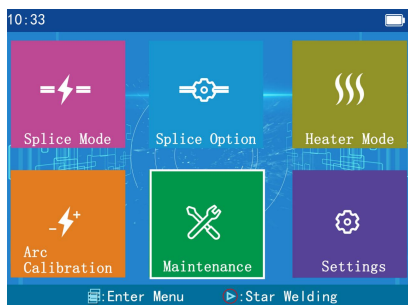 10:33
Splice Mode
Splice Option
Heater Mode
Arc
Calibration
Maintenance
Settings
:Enter Menu
:Star Welding